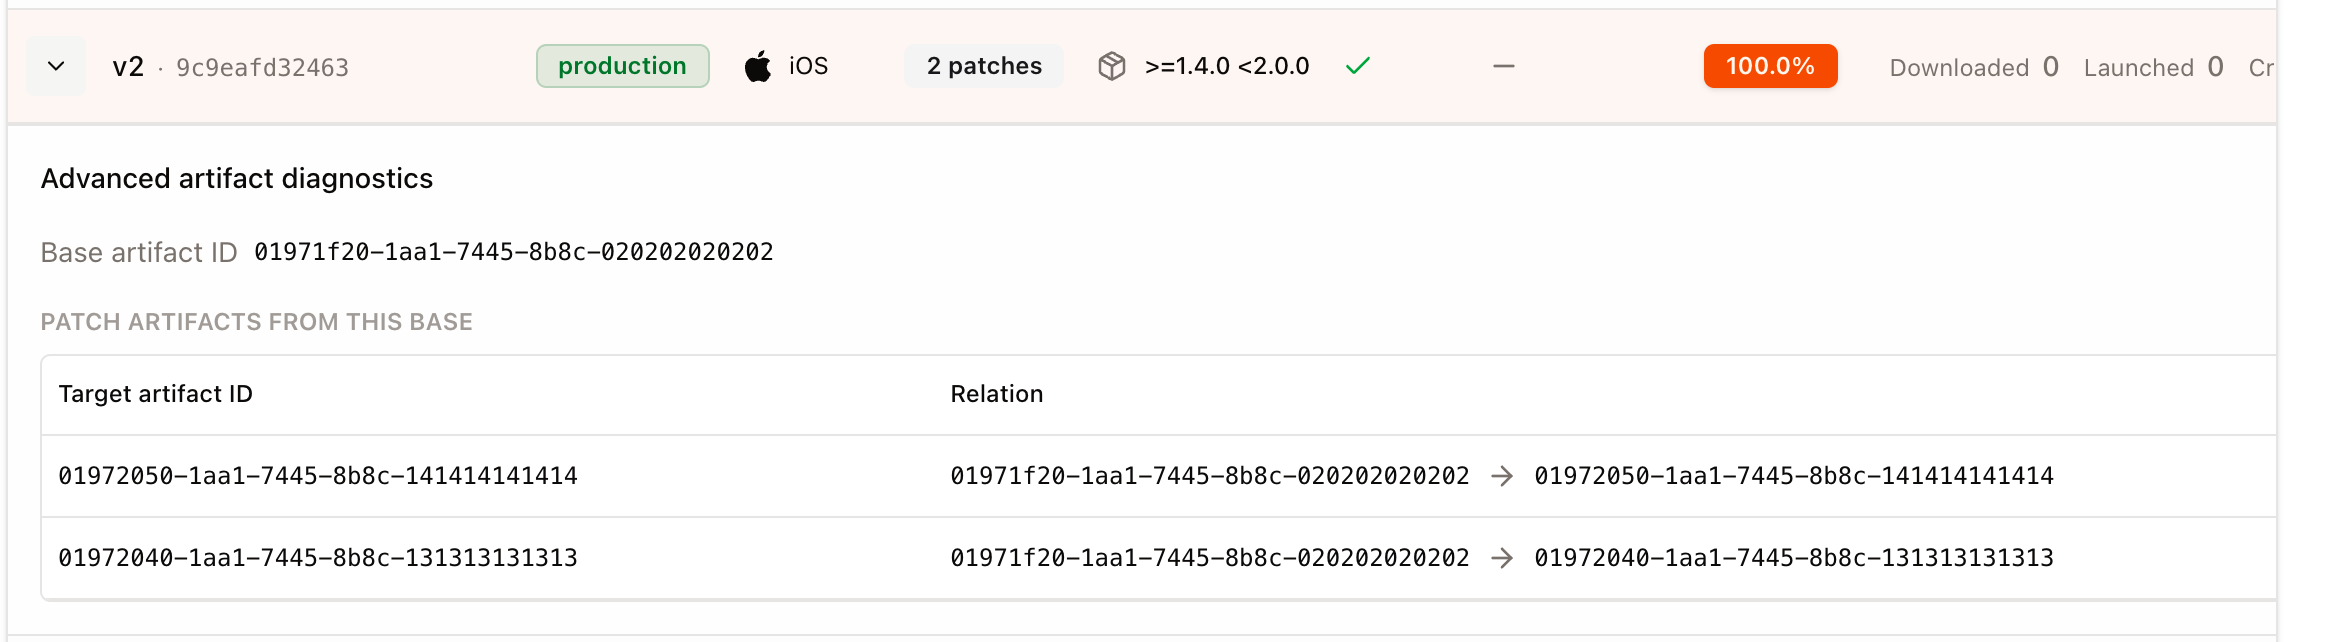 v2 · 9c9eafd32463 production iOS 2 patches >=1.4.0 <2.0.0 — 100.0% Downloaded 0 Launched 0 Cr
Advanced artifact diagnostics
Base artifact ID 01971f20-1aa1-7445-8b8c-020202020202
PATCH ARTIFACTS FROM THIS BASE
Target artifact ID Relation
01972050-1aa1-7445-8b8c-141414141414 01971f20-1aa1-7445-8b8c-020202020202 → 01972050-1aa1-7445-8b8c-141414141414
01972040-1aa1-7445-8b8c-131313131313 01971f20-1aa1-7445-8b8c-020202020202 → 01972040-1aa1-7445-8b8c-131313131313